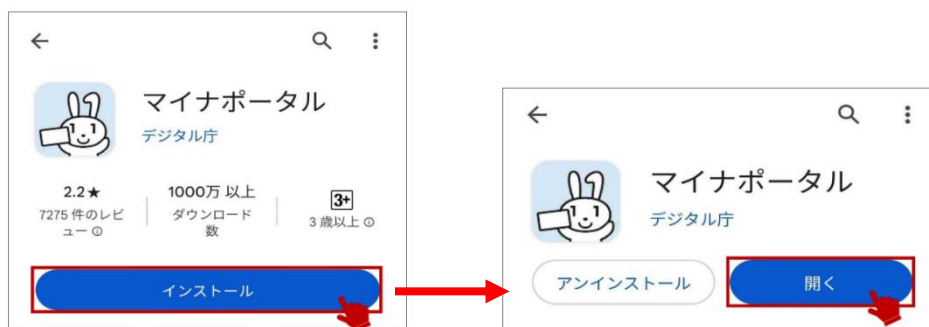 マイナポータル
デジタル庁
2.2★
7275 件のレビ
ュー
1000万 以上
ダウンロード
数
3+
3 歳以上
インストール
マイナポータル
デジタル庁
アンインストール
開く